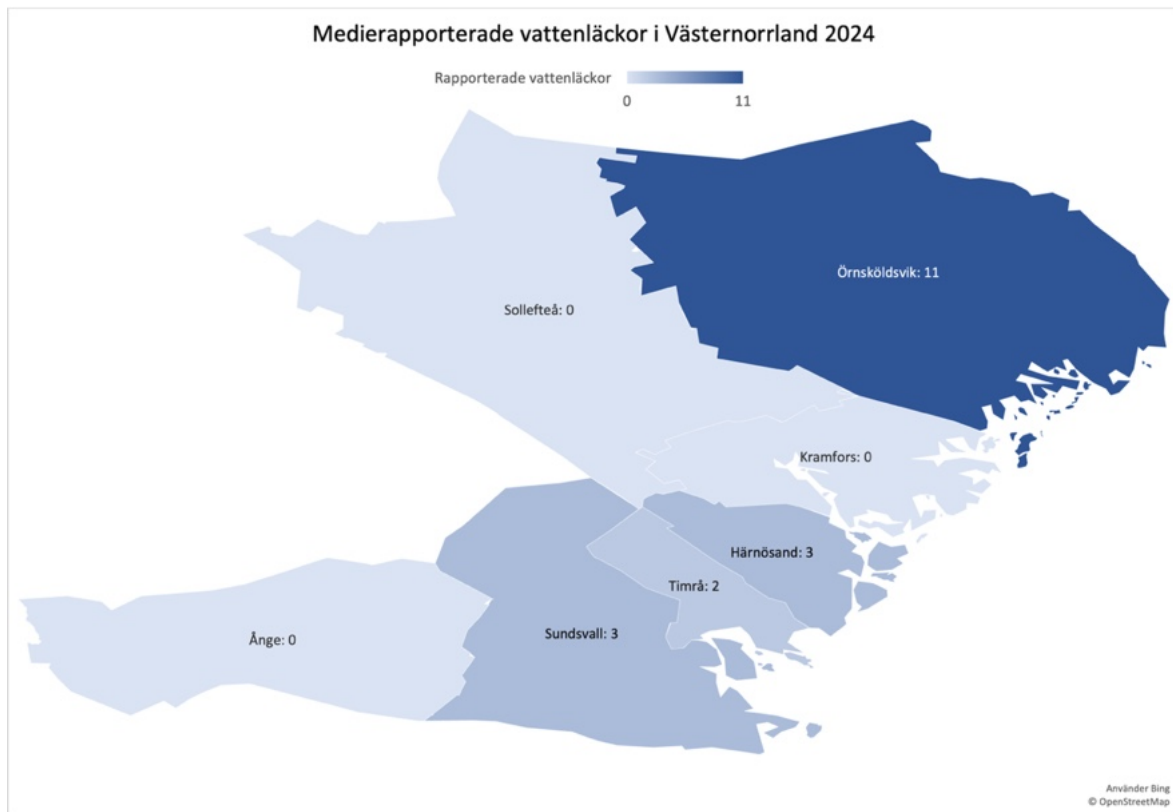 Medierapporterade vattenläckor i Västernorrland 2024
Rapporterade vattenläckor
0 11
Örnsköldsvik: 11
Sollefteå: 0
Kramfors: 0
Härnösand: 3
Timrå: 2
Sundsvall: 3
Ånge: 0
Använder Bing
© OpenStreetMap